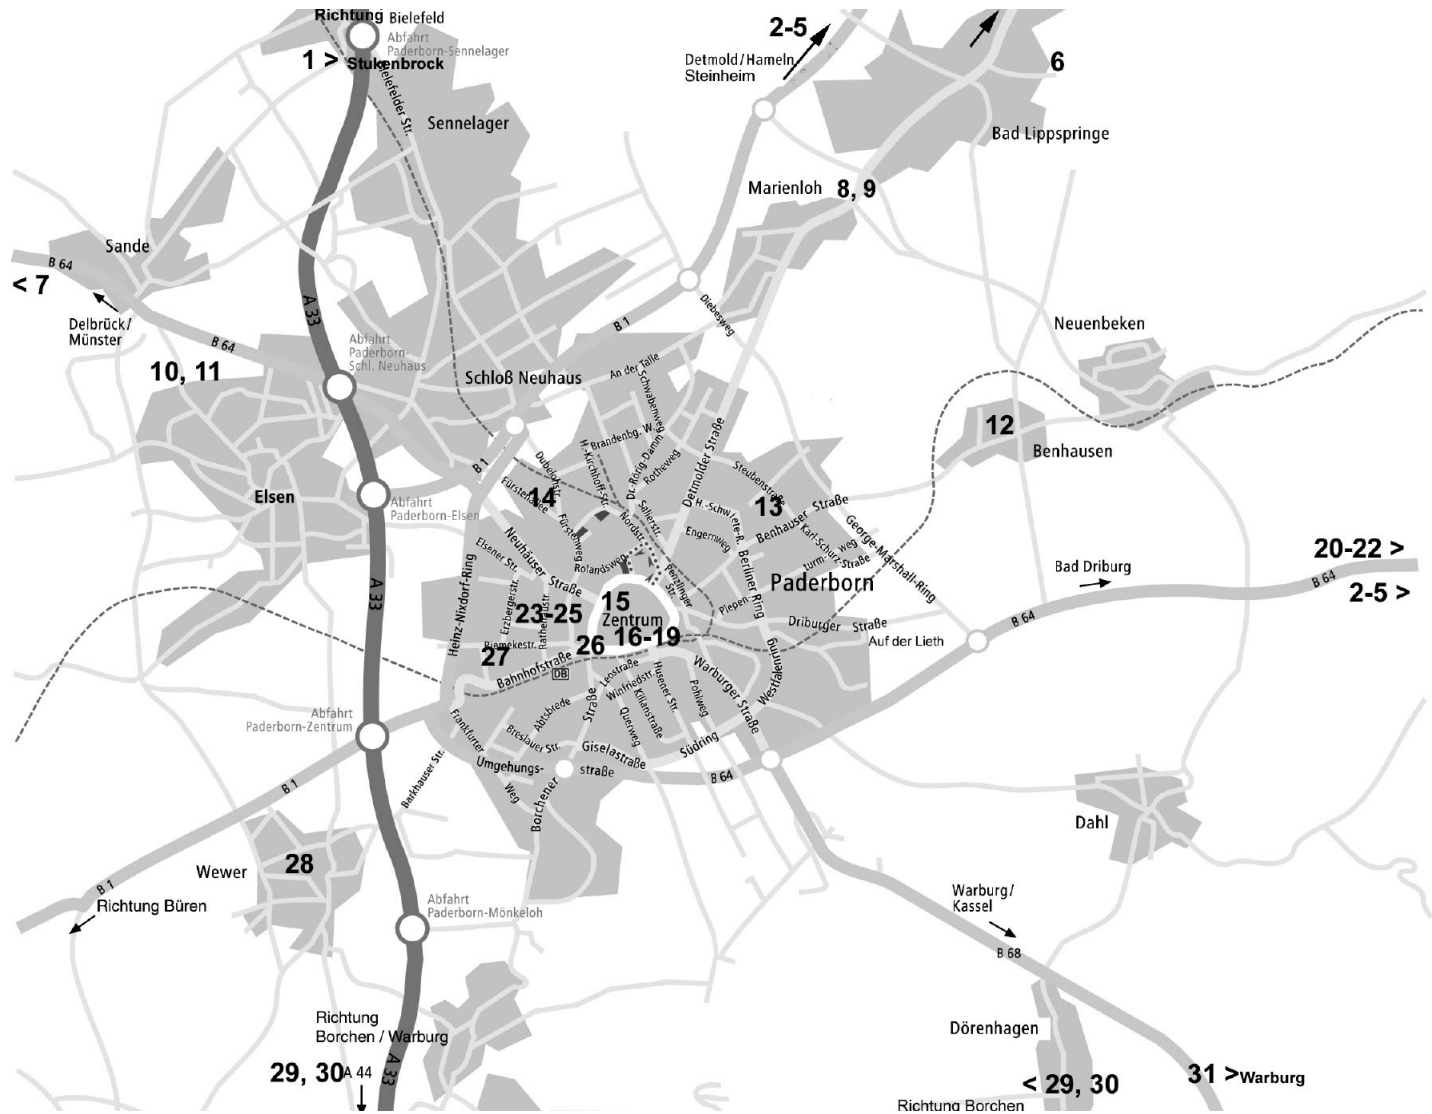 Richtung Bielefeld
Abfahrt
Paderborn-Sennelager
1 > Stukenbrock
Bielefelder Str.
Sennelager
2-5
Detmold/Hameln
Steinheim
6
Bad Lippspringe
Marienloh 8, 9
Sande
B 64
< 7
Delbrück/
Münster
B 64
A 33
10, 11
Abfahrt
Paderborn-
Schl. Neuhaus
Schloß Neuhaus
B 1
Diebesweg
Neuenbeken
12
Benhausen
An der Talle
Schwabenweg
Brandenbg. W.
H.-Kirchhoff-Str.
Dr.-Rörig-Damm
Rotheweg
Detmolder Straße
Steubenstraße
13
Benhauser Straße
George-Marshall-Ring
Karl-Schurz-
Straße
turm-
weg
Elsen
Abfahrt
Paderborn-Elsen
B 1
Dubelohstr.
14
Fürstenallee
Fürstenweg
Nordstr.
Salierstr.
H.-Schw/ete-R.
Engernweg
Berliner Ring
Neuhäuser Straße
Elsener Str.
Rolandsweg
Penzlinger
Str.
Piepen-
Paderborn
Heinz-Nixdorf-Ring
Erzbergerstr.
Rathenaustr.
23-25
15
Zentrum
16-19
26
Riemekestr.
27
Bahnhofstraße
DB
Driburger Straße
Auf der Lieth
Bad Driburg
B 64
B 64
20-22 >
2-5 >
A 33
Abfahrt
Paderborn-Zentrum
B 1
Frankfurter
Weg
Barkhauser Str.
Abtsbrede
Breslauer Str.
Umgehungs-
straße
Borchener
Straße
Leostraße
Winfriedstr.
Husener Str.
Kilianstraße
Querweg
Pohlweg
Giselastraße
Südring
Warburger Straße
Westfalendamm
B 64
Wewer
28
B 1
Richtung Büren
Abfahrt
Paderborn-Mönkeloh
Dahl
Warburg/
Kassel
B 68
Richtung
Borchen / Warburg
29, 30 A 44
A 33
Dörenhagen
< 29, 30
Richtung Borchen
31 > Warburg